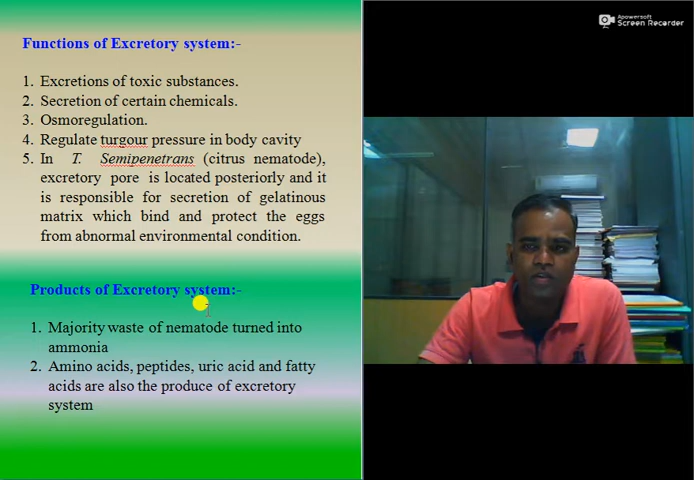 Apowersoft
Screen Recorder
Functions of Excretory system:-
1. Excretions of toxic substances.
2. Secretion of certain chemicals.
3. Osmoregulation.
4. Regulate turgour pressure in body cavity
5. In T. Semipenetrans (citrus nematode),
excretory pore is located posteriorly and it
is responsible for secretion of gelatinous
matrix which bind and protect the eggs
from abnormal environmental condition.
Products of Excretory system:-
1. Majority waste of nematode turned into
ammonia
2. Amino acids, peptides, uric acid and fatty
acids are also the produce of excretory
system